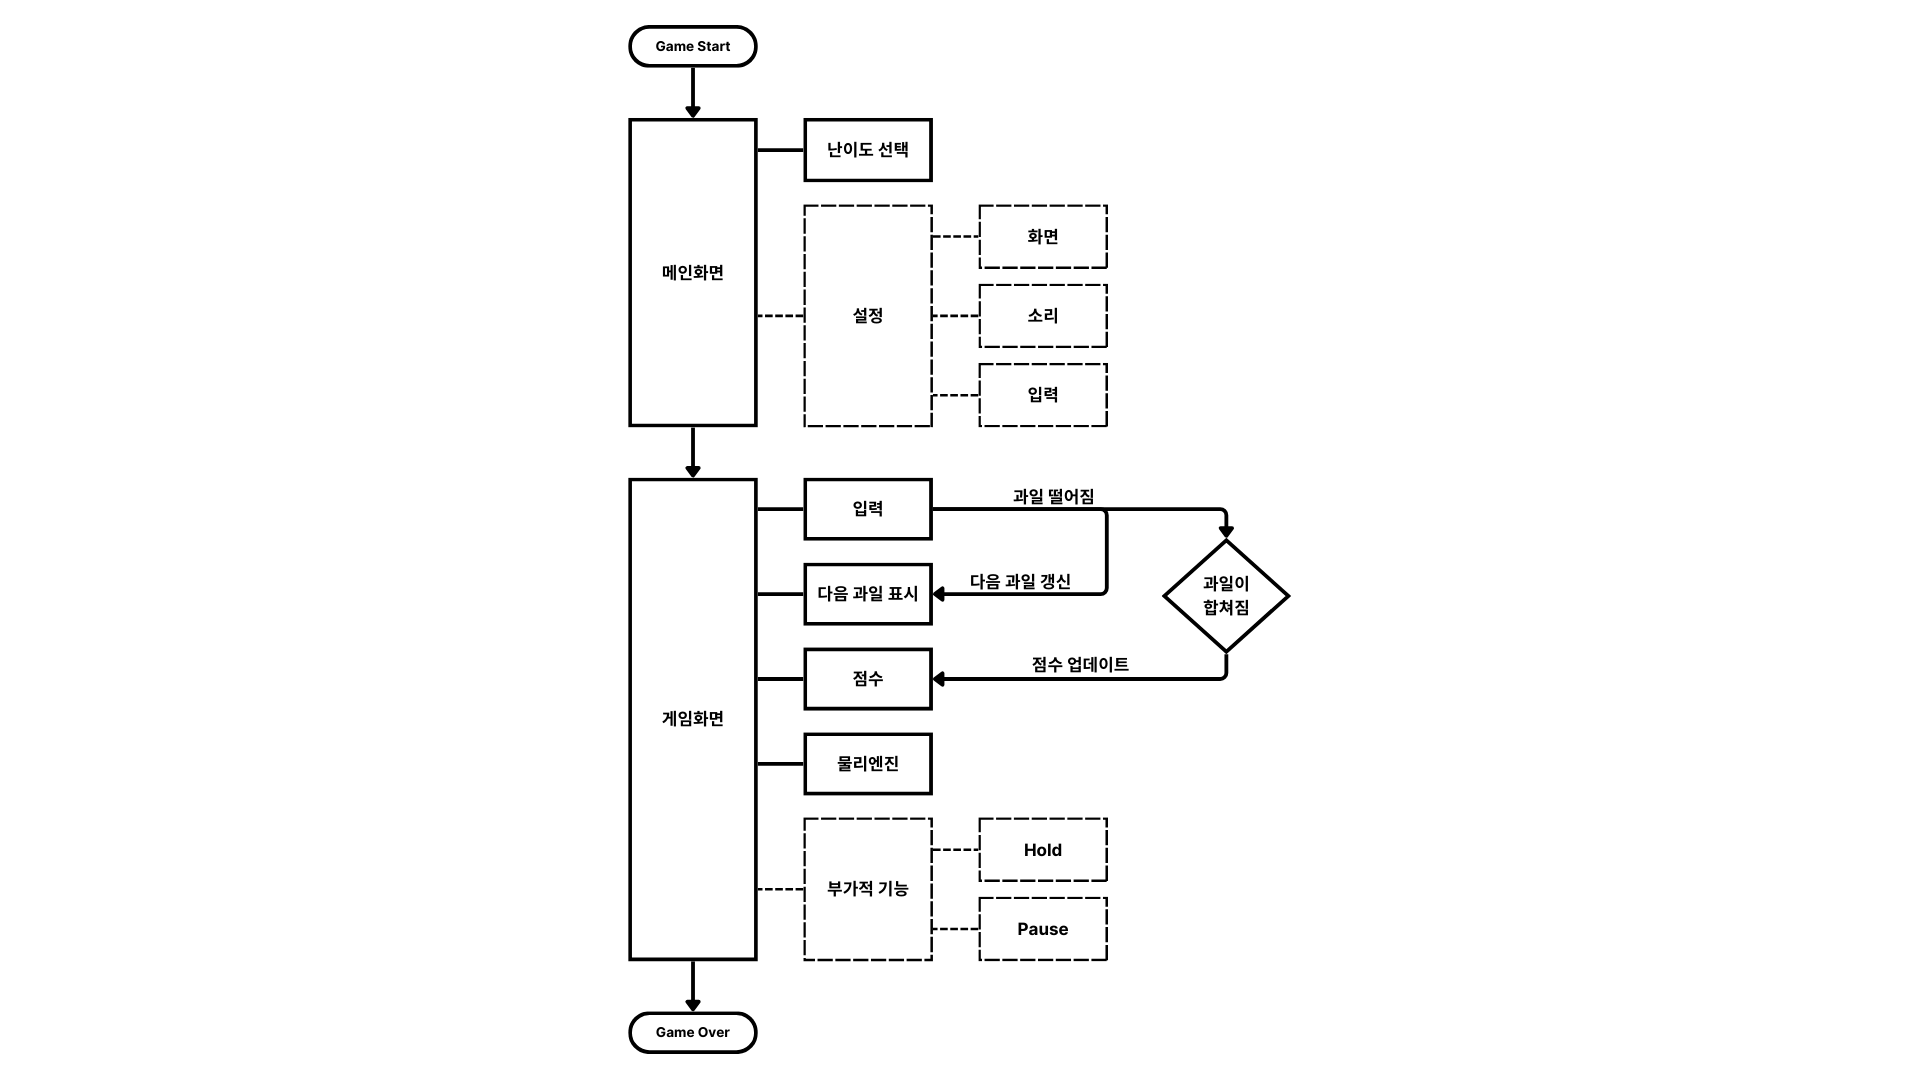 Game Start
메인화면
난이도 선택
설정
화면
소리
입력
게임화면
입력
과일 떨어짐
다음 과일 표시
다음 과일 갱신
과일이
합쳐짐
점수
점수 업데이트
물리엔진
부가적 기능
Hold
Pause
Game Over